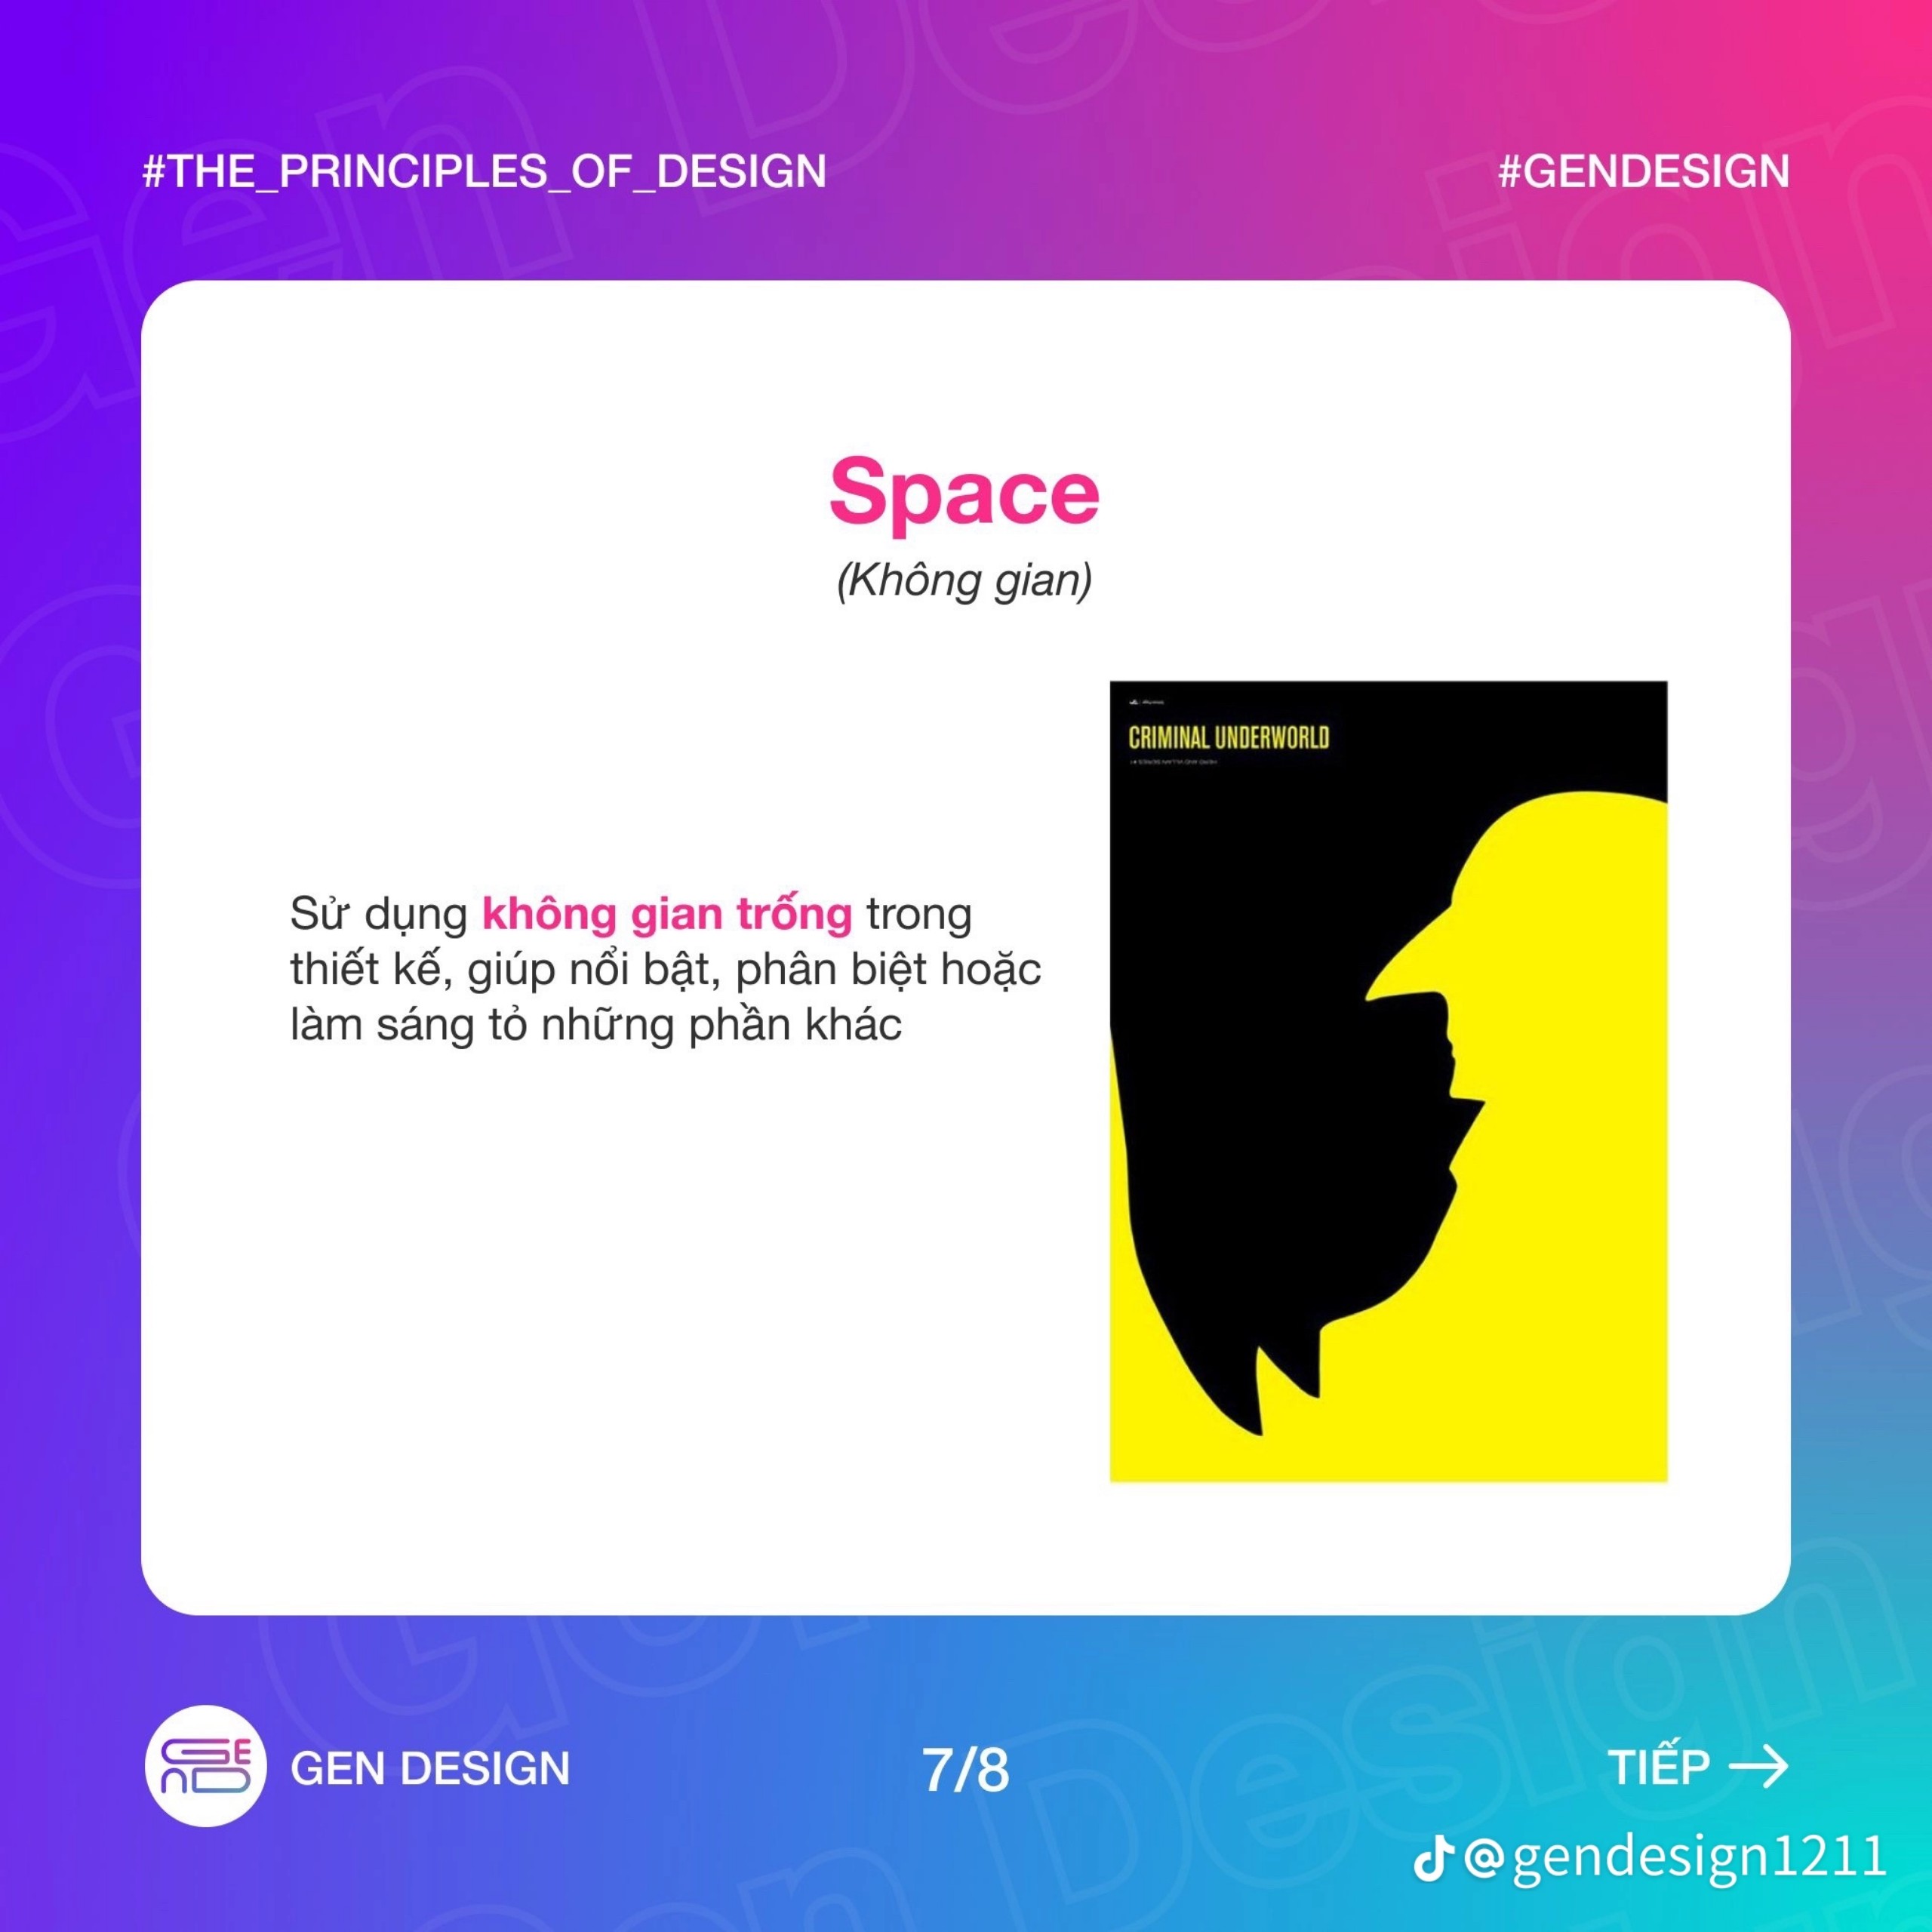 #THE_PRINCIPLES_OF_DESIGN
#GENDESIGN
Space
(Không gian)
CRIMINAL UNDERWORLD
Sử dụng không gian trống trong
thiết kế, giúp nổi bật, phân biệt hoặc
làm sáng tỏ những phần khác
GEN DESIGN
7/8
TIẾP →
@gendesign1211